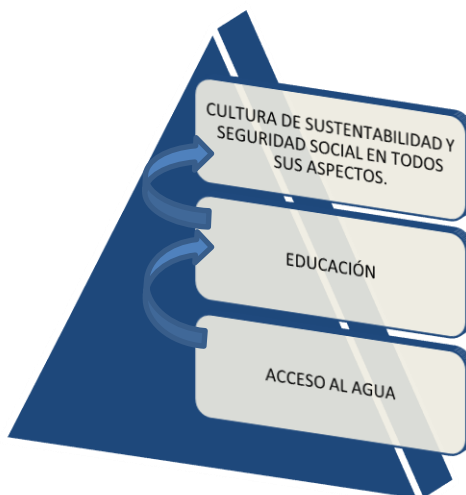 CULTURA DE SUSTENTABILIDAD Y
SEGURIDAD SOCIAL EN TODOS
SUS ASPECTOS.
EDUCACIÓN
ACCESO AL AGUA